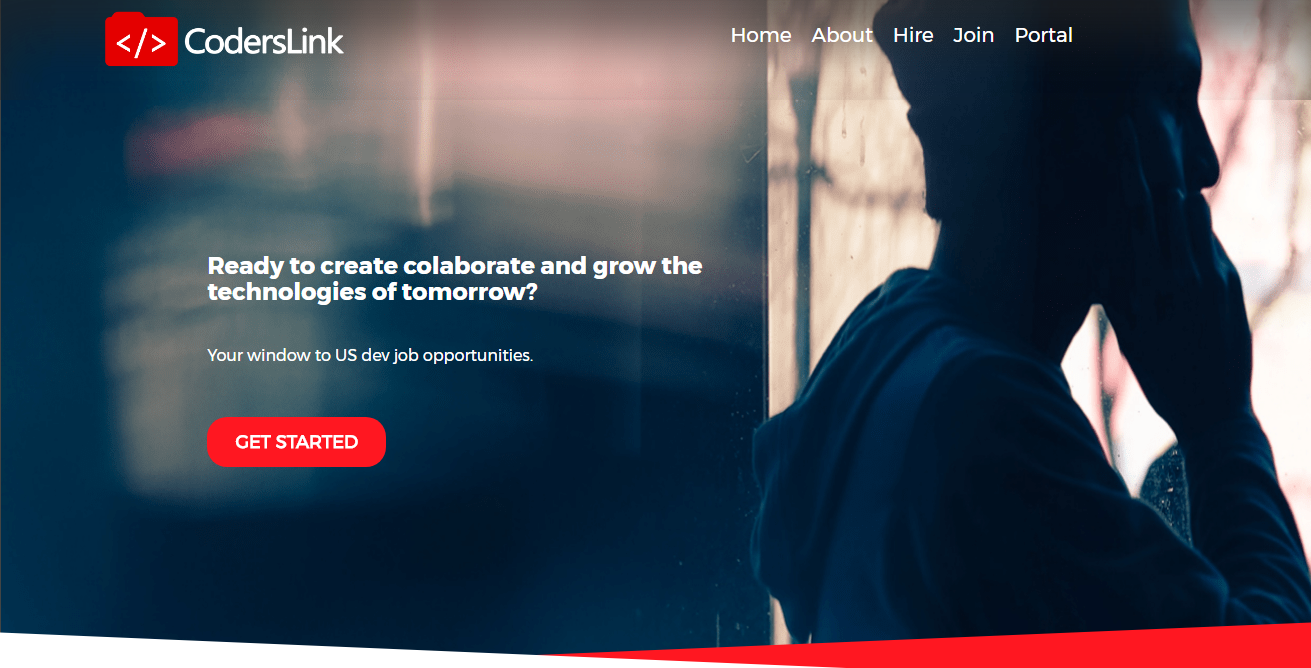 </> CodersLink
Home About Hire Join Portal
Ready to create colaborate and grow the
technologies of tomorrow?
Your window to US dev job opportunities.
GET STARTED